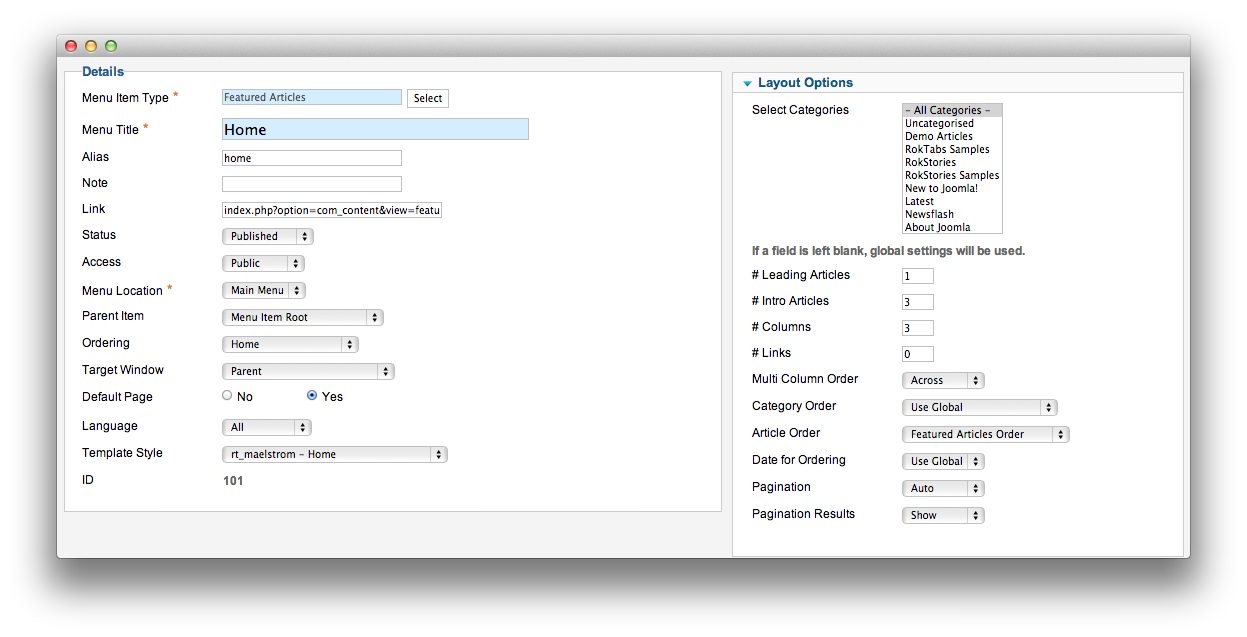 Details
Menu Item Type *
Featured Articles
Select
Menu Title *
Home
Alias
home
Note
Link
index.php?option=com_content&view=featu
Status
Published
Access
Public
Menu Location *
Main Menu
Parent Item
Menu Item Root
Ordering
Home
Target Window
Parent
Default Page
No
Yes
Language
All
Template Style
rt_maelstrom – Home
ID
101
Layout Options
Select Categories
– All Categories –
Uncategorised
Demo Articles
RokTabs Samples
RokStories
RokStories Samples
New to Joomla!
Latest
Newsflash
About Joomla
If a field is left blank, global settings will be used.
# Leading Articles
1
# Intro Articles
3
# Columns
3
# Links
0
Multi Column Order
Across
Category Order
Use Global
Article Order
Featured Articles Order
Date for Ordering
Use Global
Pagination
Auto
Pagination Results
Show